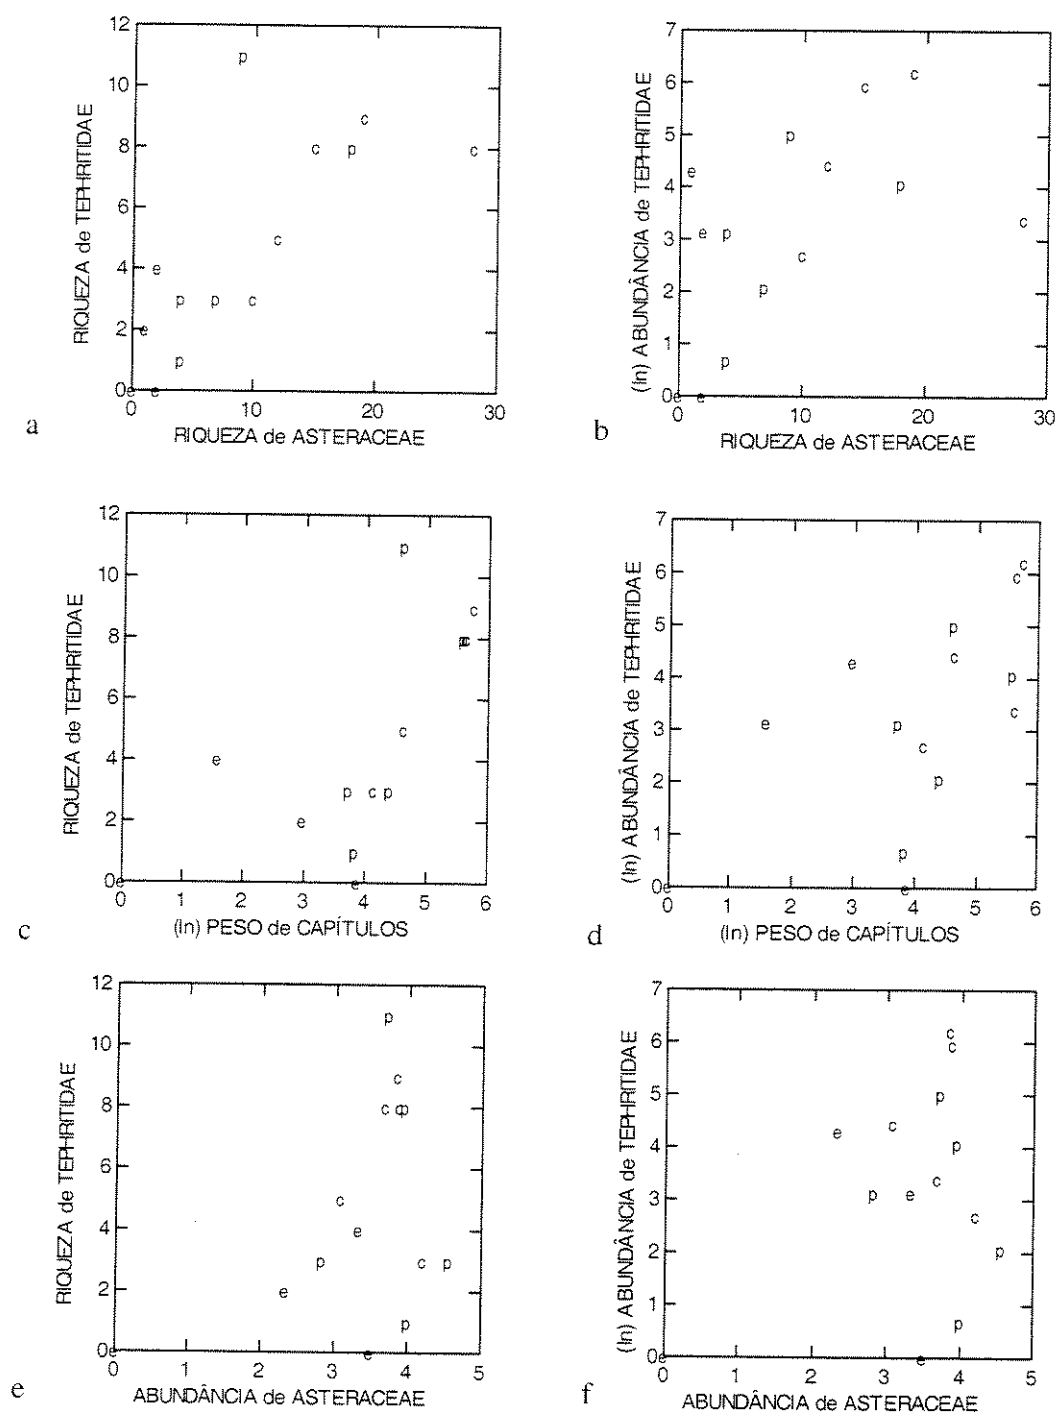 12
10
8
6
4
2
0
RIQUEZA de TEPHRITIDAE
p
c
c p c
c
e
p p c
e
p
e e
0 10 20 30
RIQUEZA de ASTERACEAE
a
7
6
5
4
3
2
1
0
(ln) ABUNDÂNCIA de TEPHRITIDAE
c
c
p
c
e
p
c
e p
c
p
p
e e
0 10 20 30
RIQUEZA de ASTERACEAE
b
12
10
8
6
4
2
0
RIQUEZA de TEPHRITIDAE
p
c
p
c
e
p c p
e
p
e e
0 1 2 3 4 5 6
(ln) PESO de CAPÍTULOS
c
7
6
5
4
3
2
1
0
(ln) ABUNDÂNCIA de TEPHRITIDAE
c
c
p
c
e
p
c
e p
c
p
p
e e
0 1 2 3 4 5 6
(ln) PESO de CAPÍTULOS
d
12
10
8
6
4
2
0
RIQUEZA de TEPHRITIDAE
p
c
c c p
c
e
p c p
e
p
e e
0 1 2 3 4 5
ABUNDÂNCIA de ASTERACEAE
e
7
6
5
4
3
2
1
0
(ln) ABUNDÂNCIA de TEPHRITIDAE
c
c
p
c
e
p
c
p e
c
p
p
e e
0 1 2 3 4 5
ABUNDÂNCIA de ASTERACEAE
f